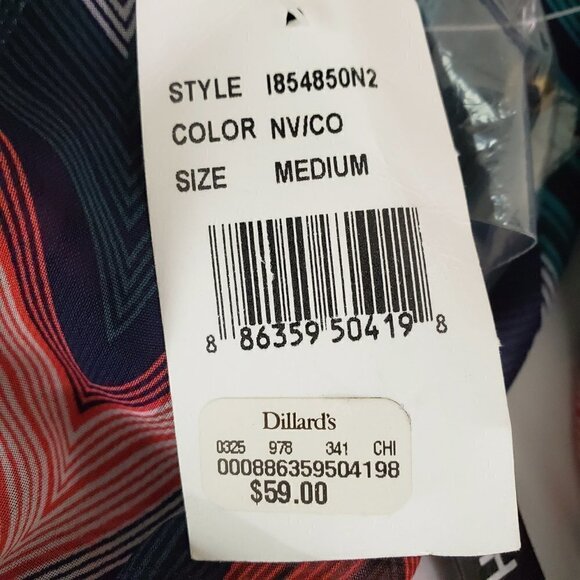 STYLE I854850N2
COLOR NV/CO
SIZE MEDIUM
8 86359 50419 8
Dillard's
0325 978 341 CHI
000886359504198
$59.00
H